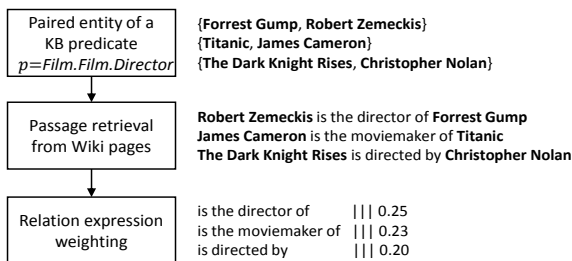 Paired entity of a
KB predicate
p=Film.Film.Director
{Forrest Gump, Robert Zemeckis}
{Titanic, James Cameron}
{The Dark Knight Rises, Christopher Nolan}
Passage retrieval
from Wiki pages
Robert Zemeckis is the director of Forrest Gump
James Cameron is the moviemaker of Titanic
The Dark Knight Rises is directed by Christopher Nolan
Relation expression
weighting
is the director of ||| 0.25
is the moviemaker of ||| 0.23
is directed by ||| 0.20